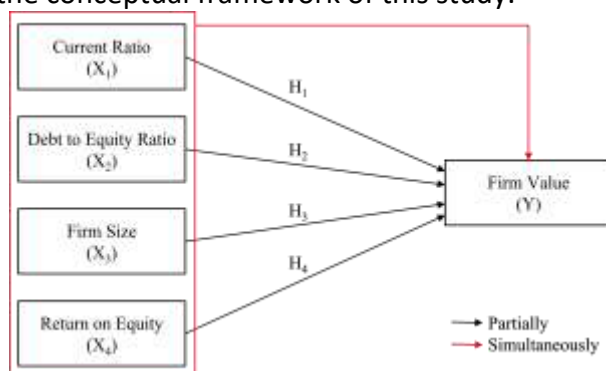 the conceptual framework of this study.
Current Ratio
(X₁)
H₁
Debt to Equity Ratio
(X₂)
H₂
Firm Value
(Y)
Firm Size
(X₃)
H₃
H₄
Return on Equity
(X₄)
Partially
Simultaneously